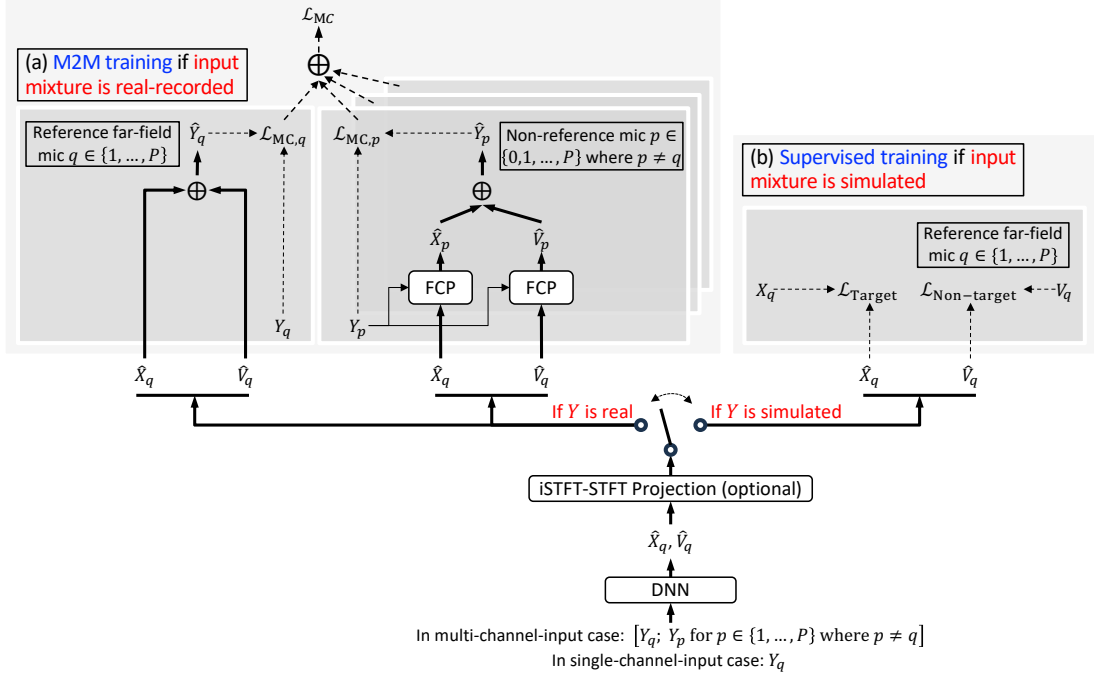 ℒ_MC
(a) M2M training if input
mixture is real-recorded
Reference far-field
mic q ∈ {1, …, P}
Ŷ_q
ℒ_MC,q
ℒ_MC,p
Ŷ_p
Non-reference mic p ∈
{0,1, …, P} where p ≠ q
X̂_p
V̂_p
FCP
FCP
Y_q
Y_p
X̂_q
V̂_q
X̂_q
V̂_q
(b) Supervised training if input
mixture is simulated
Reference far-field
mic q ∈ {1, …, P}
X_q
ℒ_Target
ℒ_Non−target
V_q
X̂_q
V̂_q
If Y is real
If Y is simulated
iSTFT-STFT Projection (optional)
X̂_q, V̂_q
DNN
In multi-channel-input case: [Y_q; Y_p for p ∈ {1, …, P} where p ≠ q]
In single-channel-input case: Y_q